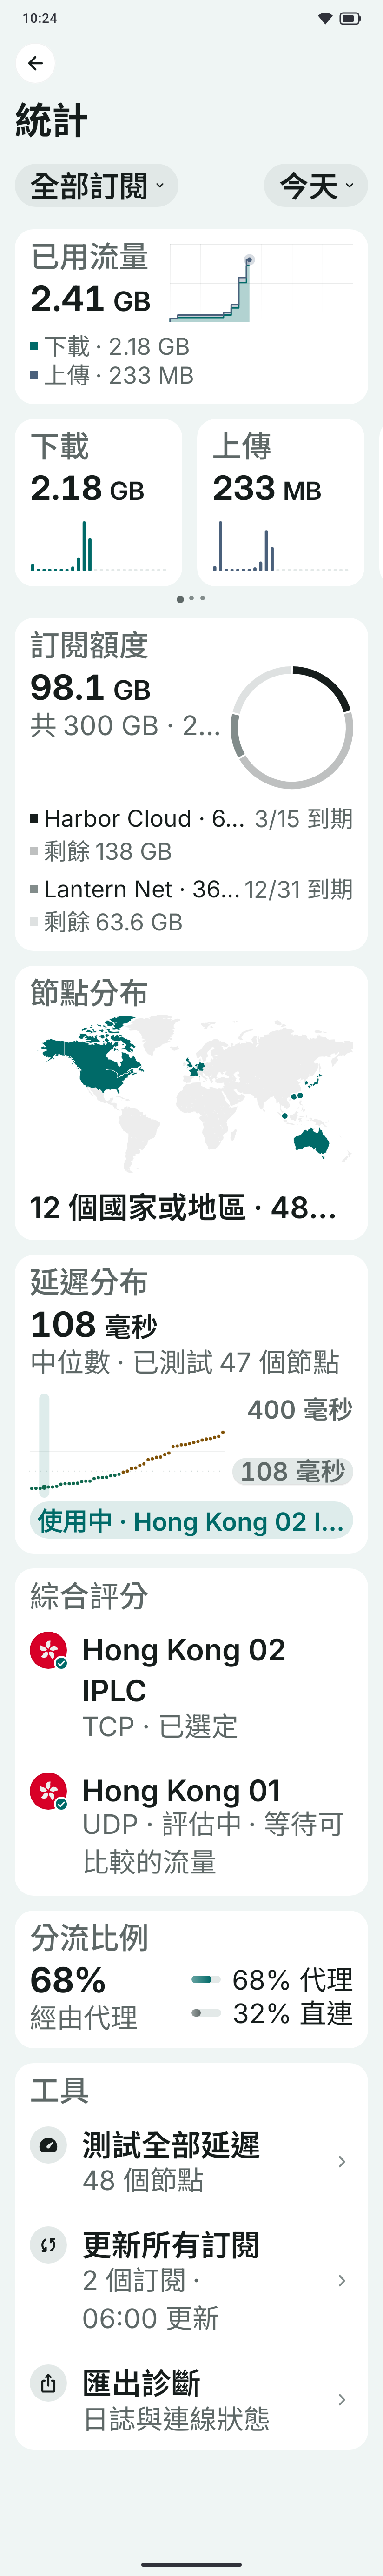 10:24
統計
全部訂閱
今天
已用流量
2.41 GB
下載 · 2.18 GB
上傳 · 233 MB
下載
2.18 GB
上傳
233 MB
訂閱額度
98.1 GB
共 300 GB · 2...
Harbor Cloud · 6... 3/15 到期
剩餘 138 GB
Lantern Net · 36... 12/31 到期
剩餘 63.6 GB
節點分布
12 個國家或地區 · 48...
延遲分布
108 毫秒
中位數 · 已測試 47 個節點
400 毫秒
108 毫秒
使用中 · Hong Kong 02 I...
綜合評分
Hong Kong 02
IPLC
TCP · 已選定
Hong Kong 01
UDP · 評估中 · 等待可
比較的流量
分流比例
68%
經由代理
68% 代理
32% 直連
工具
測試全部延遲
48 個節點
更新所有訂閱
2 個訂閱 ·
06:00 更新
匯出診斷
日誌與連線狀態